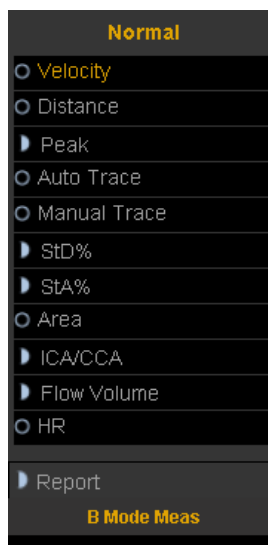 Normal
Velocity
Distance
Peak
Auto Trace
Manual Trace
StD%
StA%
Area
ICA/CCA
Flow Volume
HR
Report
B Mode Meas